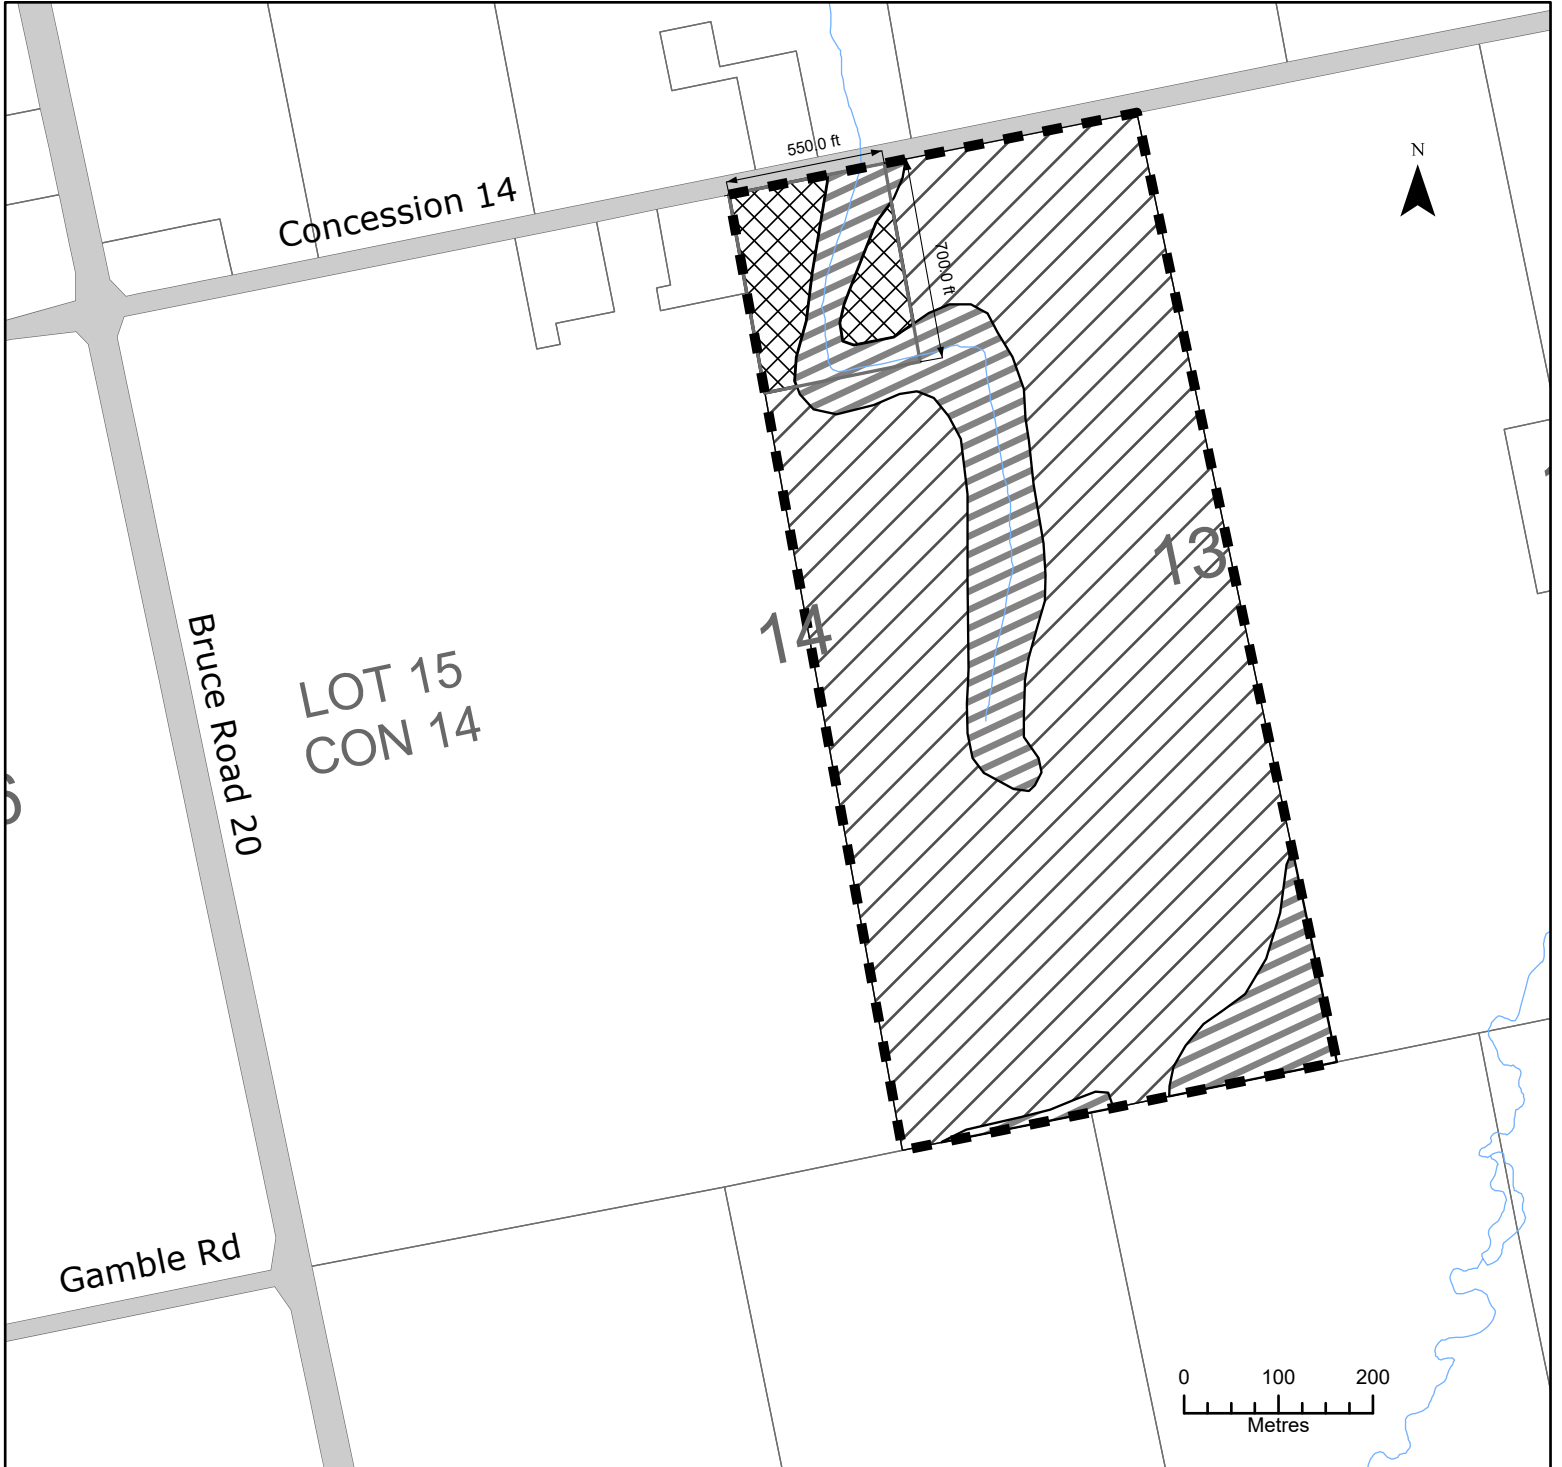 N
550.0 ft
Concession 14
700.0 ft
13
14
LOT 15
CON 14
Bruce Road 20
Gamble Rd
0 100 200
Metres